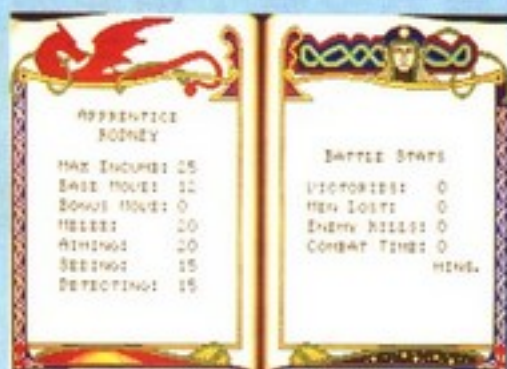 APPRENTICE
RODNEY
MAX ENCUMB: 25
BASE MOVE: 12
BONUS MOVE: 0
MELEE: 20
AIMING: 20
SEEING: 15
DETECTING: 15
BATTLE STATS
VICTORIES: 0
MEN LOST: 0
ENEMY KILLS: 0
COMBAT TIME: 0
MINS.